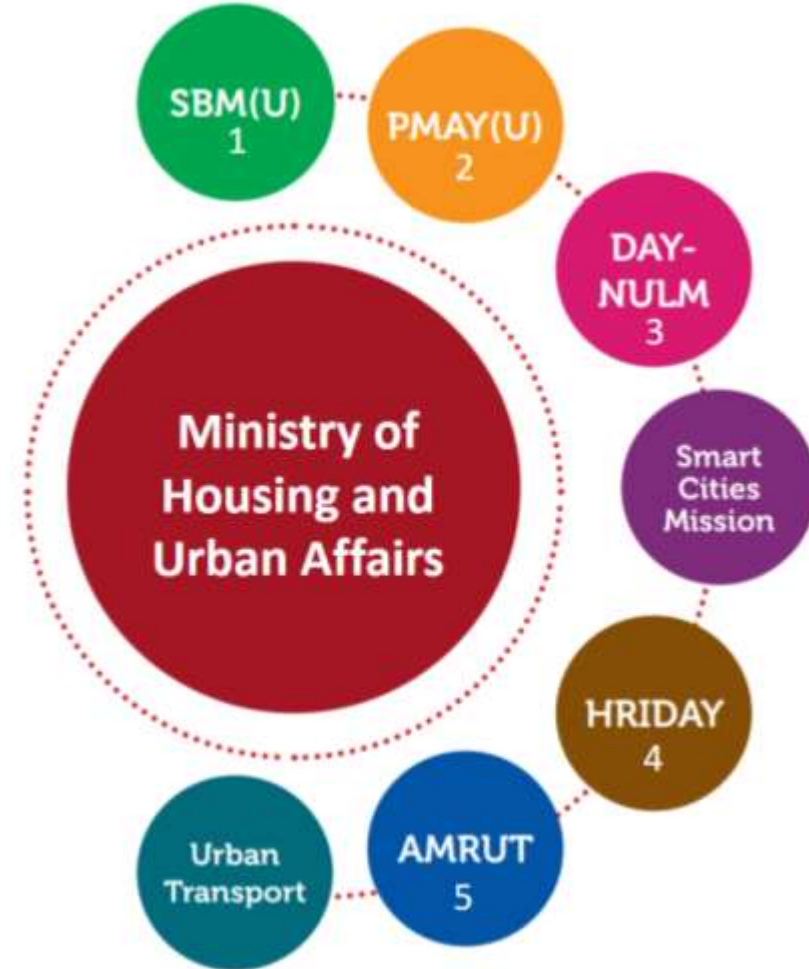 SBM(U)
1
PMAY(U)
2
DAY-
NULM
3
Smart
Cities
Mission
HRIDAY
4
AMRUT
5
Urban
Transport
Ministry of
Housing and
Urban Affairs